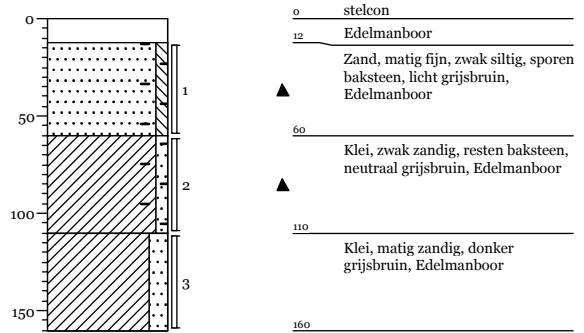 0
50
100
150
1
2
3
0 stelcon
12 Edelmanboor
Zand, matig fijn, zwak siltig, sporen
baksteen, licht grijsbruin,
Edelmanboor
60
Klei, zwak zandig, resten baksteen,
neutraal grijsbruin, Edelmanboor
110
Klei, matig zandig, donker
grijsbruin, Edelmanboor
160